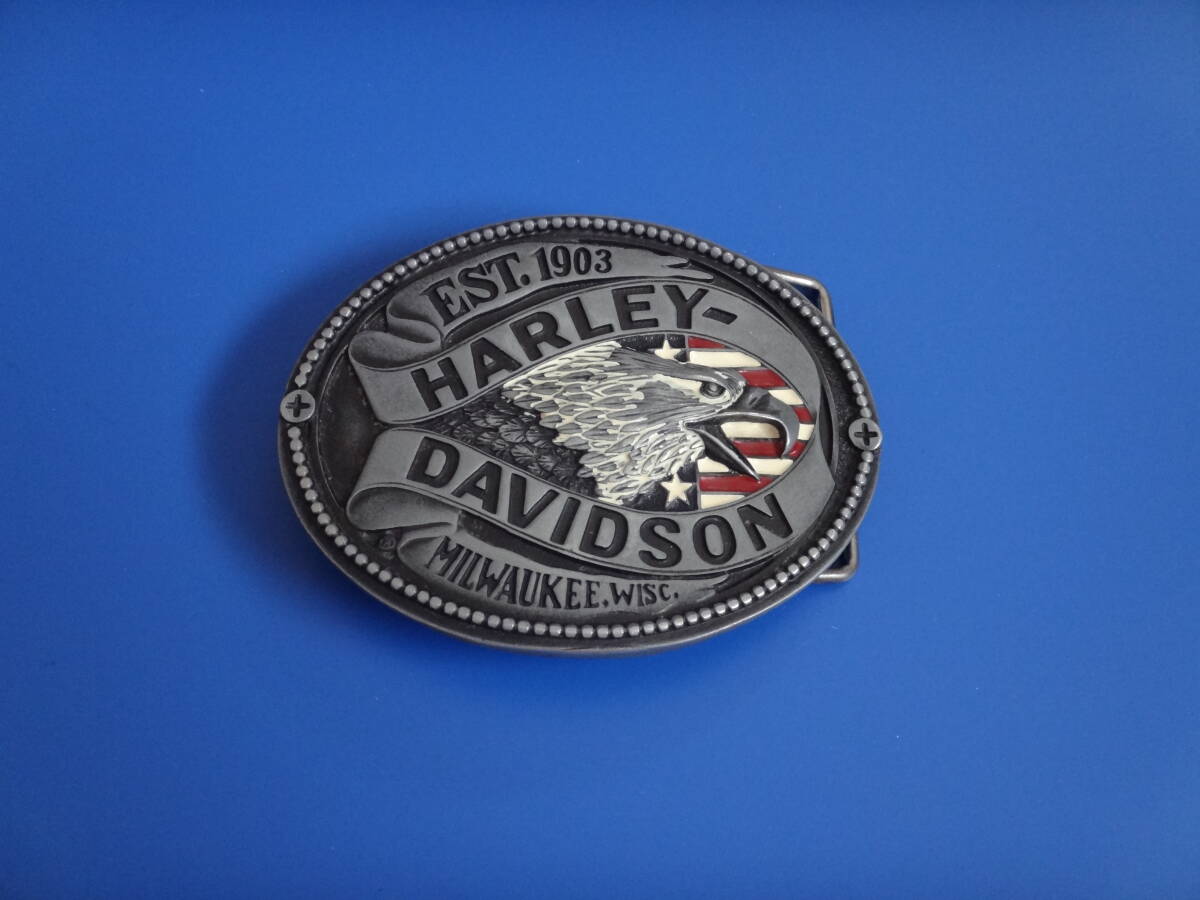 EST. 1903
HARLEY-
DAVIDSON
MILWAUKEE, WISC.
®